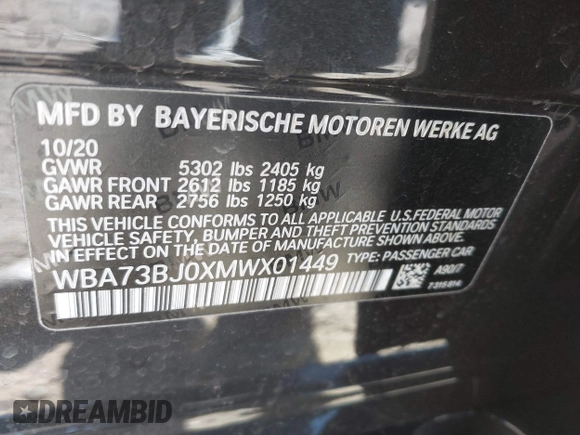 MFD BY BAYERISCHE MOTOREN WERKE AG
10/20
GVWR 5302 lbs 2405 kg
GAWR FRONT 2612 lbs 1185 kg
GAWR REAR 2756 lbs 1250 kg
THIS VEHICLE CONFORMS TO ALL APPLICABLE U.S.FEDERAL MOTOR
VEHICLE SAFETY, BUMPER AND THEFT PREVENTION STANDARDS
IN EFFECT ON THE DATE OF MANUFACTURE SHOWN ABOVE.
WBA73BJ0XMWX01449 TYPE: PASSENGER CAR
A90/7
DREAMBID